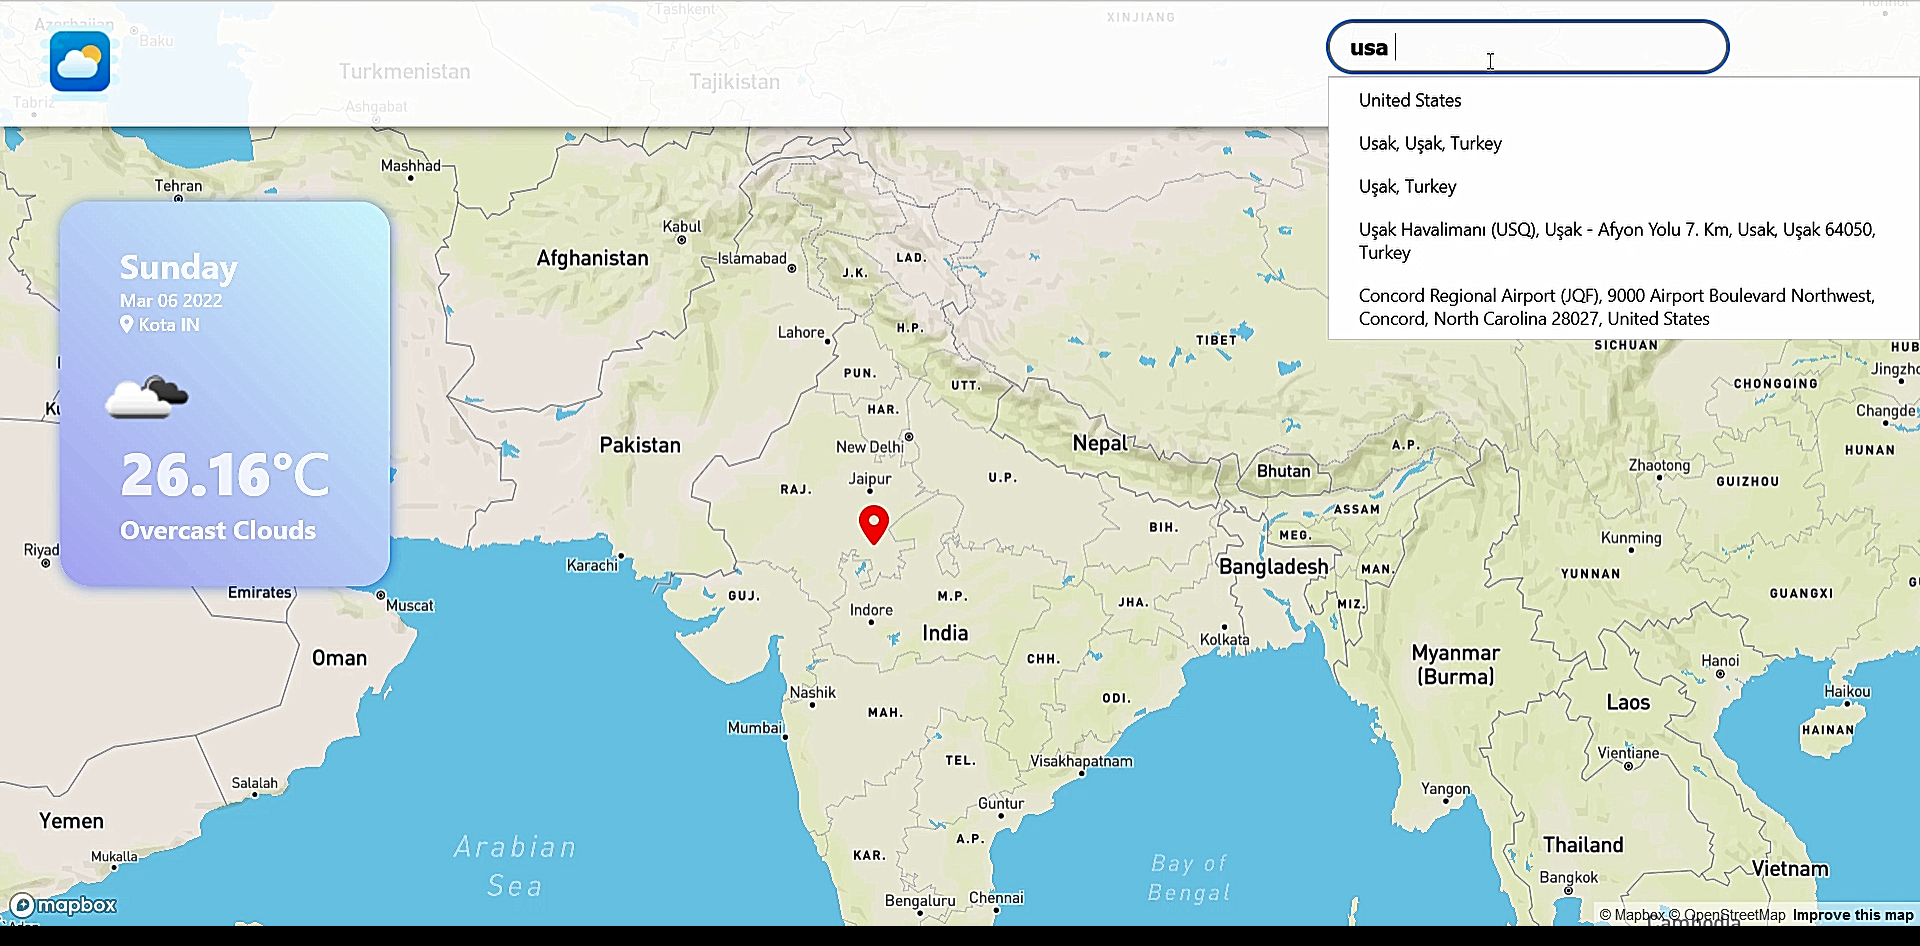 Tashkent
XINJIANG
Hohhot
Azerbaijan
Baku
usa
Turkmenistan
Tajikistan
Tabriz
Ashgabat
United States
Usak, Uşak, Turkey
Uşak, Turkey
Uşak Havalimanı (USQ), Uşak - Afyon Yolu 7. Km, Usak, Uşak 64050,
Turkey
Concord Regional Airport (JQF), 9000 Airport Boulevard Northwest,
Concord, North Carolina 28027, United States
Mashhad
Tehran
Kabul
Islamabad
Afghanistan
J.K.
LAD.
Sunday
Mar 06 2022
Kota IN
26.16°C
Overcast Clouds
Lahore
H.P.
TIBET
SICHUAN
HUB
Jingzho
PUN.
UTT.
CHONGQING
Changde
HAR.
New Delhi
Pakistan
Nepal
A.P.
HUNAN
Bhutan
Zhaotong
Jaipur
RAJ.
U.P.
GUIZHOU
ASSAM
BIH.
MEG.
Kunming
Riyad
Karachi
Bangladesh
MAN.
YUNNAN
Emirates
Muscat
GUJ.
Indore
M.P.
JHA.
MIZ.
GUANGXI
India
Kolkata
Oman
CHH.
Myanmar
(Burma)
Hanoi
Nashik
ODI.
Laos
Haikou
MAH.
Mumbai
HAINAN
TEL.
Visakhapatnam
Vientiane
Salalah
Guntur
Yangon
Yemen
A.P.
Arabian
Sea
KAR.
Bay of
Bengal
Thailand
Mukalla
Vietnam
Bangkok
Bengaluru
Chennai
mapbox
© Mapbox © OpenStreetMap Improve this map
Cambodia